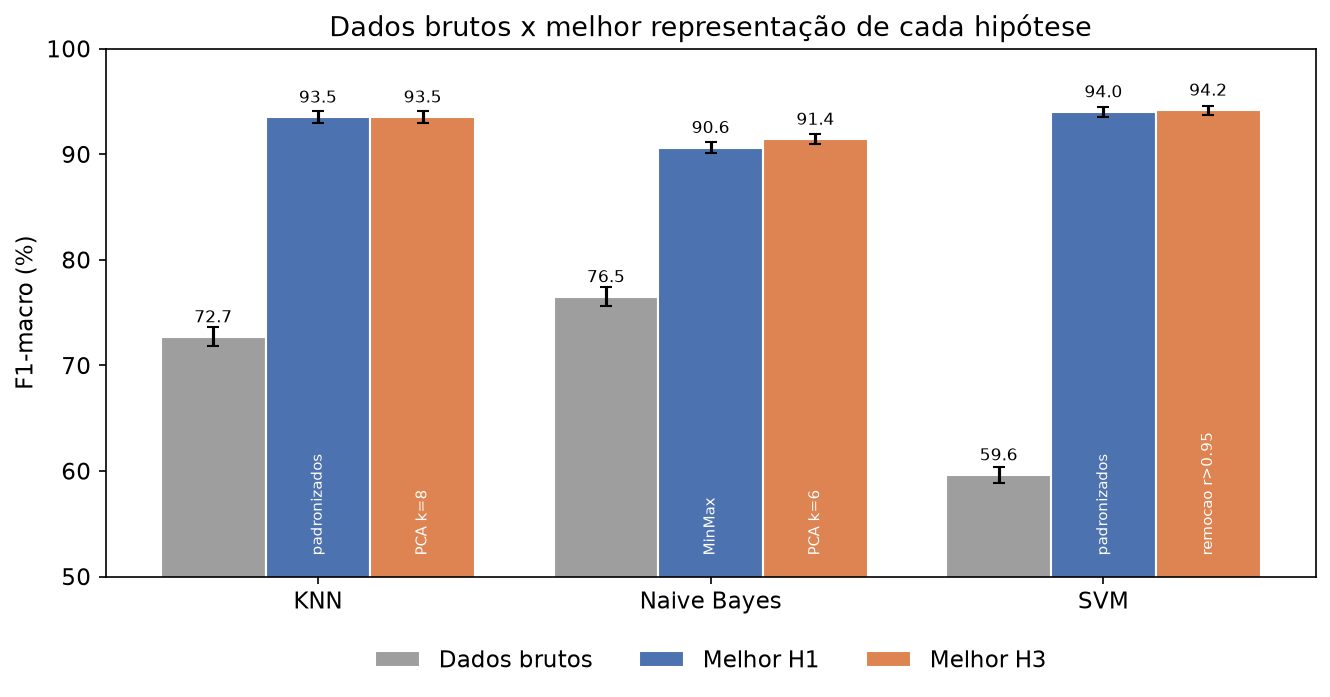 Dados brutos x melhor representação de cada hipótese
F1-macro (%)
100
90
80
70
60
50
72.7
93.5
93.5
76.5
90.6
91.4
59.6
94.0
94.2
padronizados
PCA k=8
MinMax
PCA k=6
padronizados
remocao r>0.95
KNN
Naive Bayes
SVM
Dados brutos
Melhor H1
Melhor H3